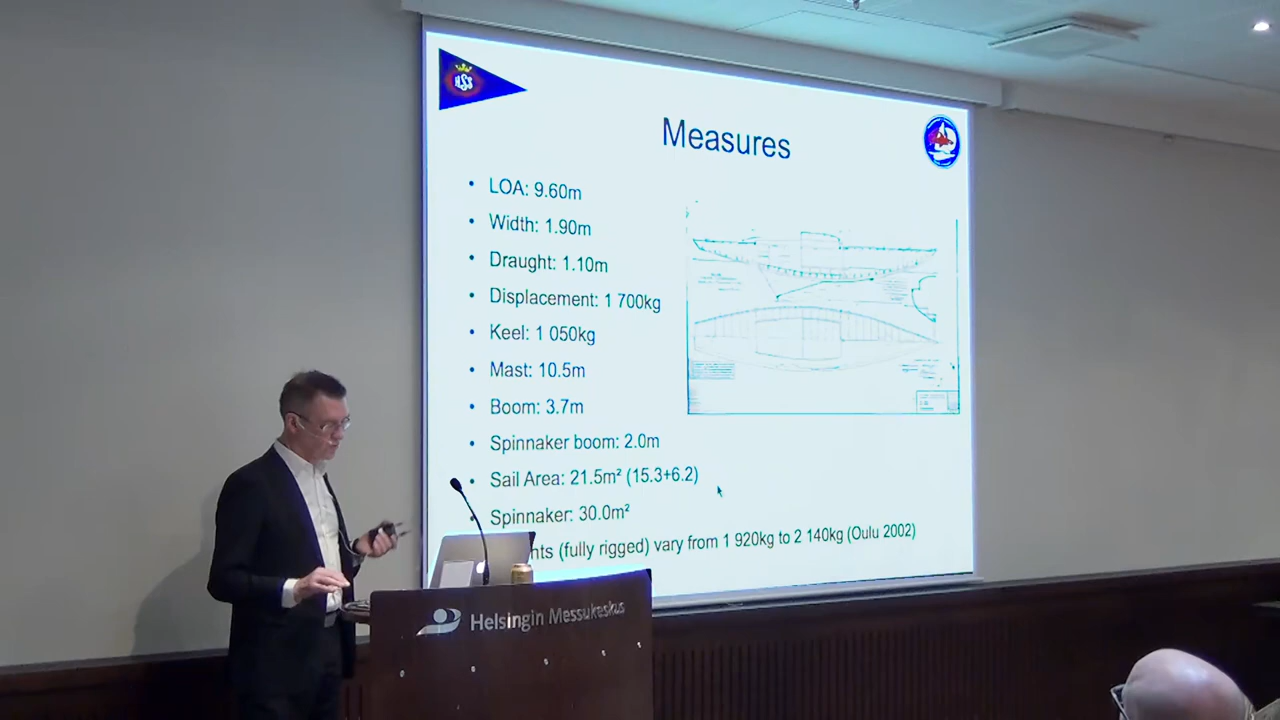 HSS
Measures
• LOA: 9.60m
• Width: 1.90m
• Draught: 1.10m
• Displacement: 1 700kg
• Keel: 1 050kg
• Mast: 10.5m
• Boom: 3.7m
• Spinnaker boom: 2.0m
• Sail Area: 21.5m² (15.3+6.2)
• Spinnaker: 30.0m²
(fully rigged) vary from 1 920kg to 2 140kg (Oulu 2002)
Helsingin Messukeskus